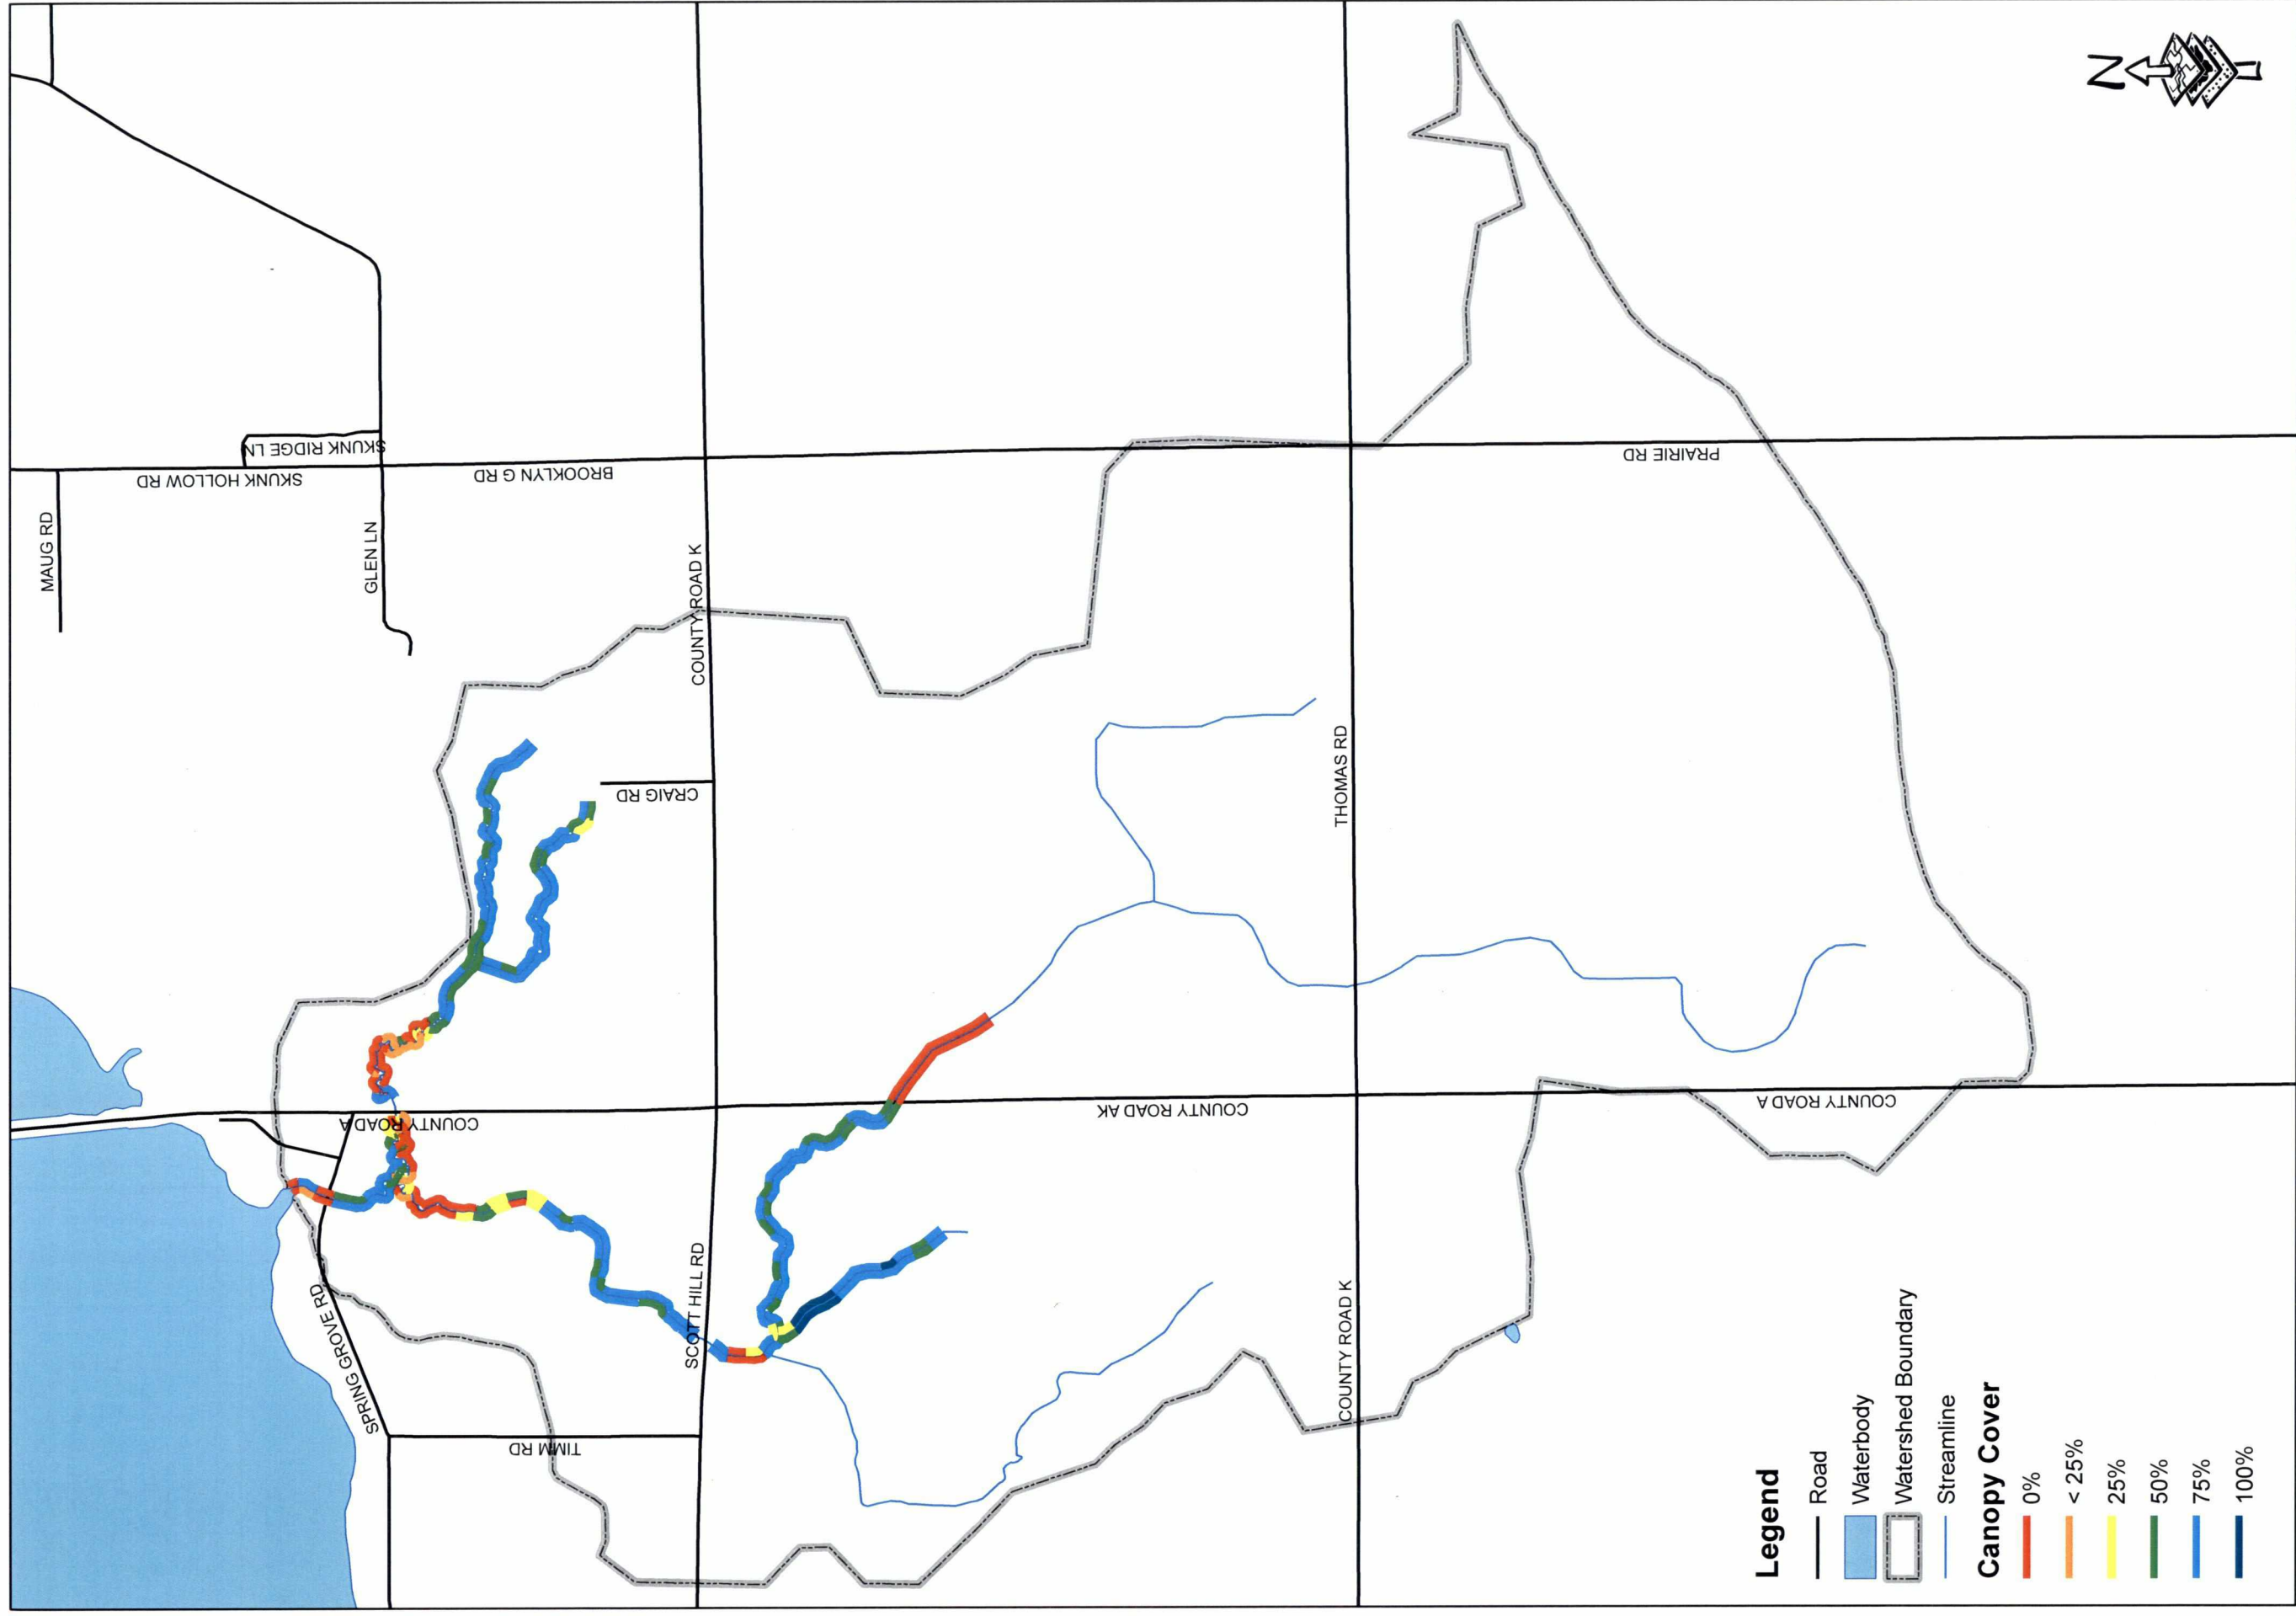 MAUG RD
SKUNK HOLLOW RD
SKUNK RIDGE LN
GLEN LN
BROOKLYN G RD
COUNTY ROAD K
CRAIG RD
COUNTY ROAD A
SPRING GROVE RD
TIMM RD
SCOTT HILL RD
COUNTY ROAD AK
THOMAS RD
PRAIRIE RD
COUNTY ROAD K
COUNTY ROAD A
N
Legend
Road
Waterbody
Watershed Boundary
Streamline
Canopy Cover
0%
< 25%
25%
50%
75%
100%